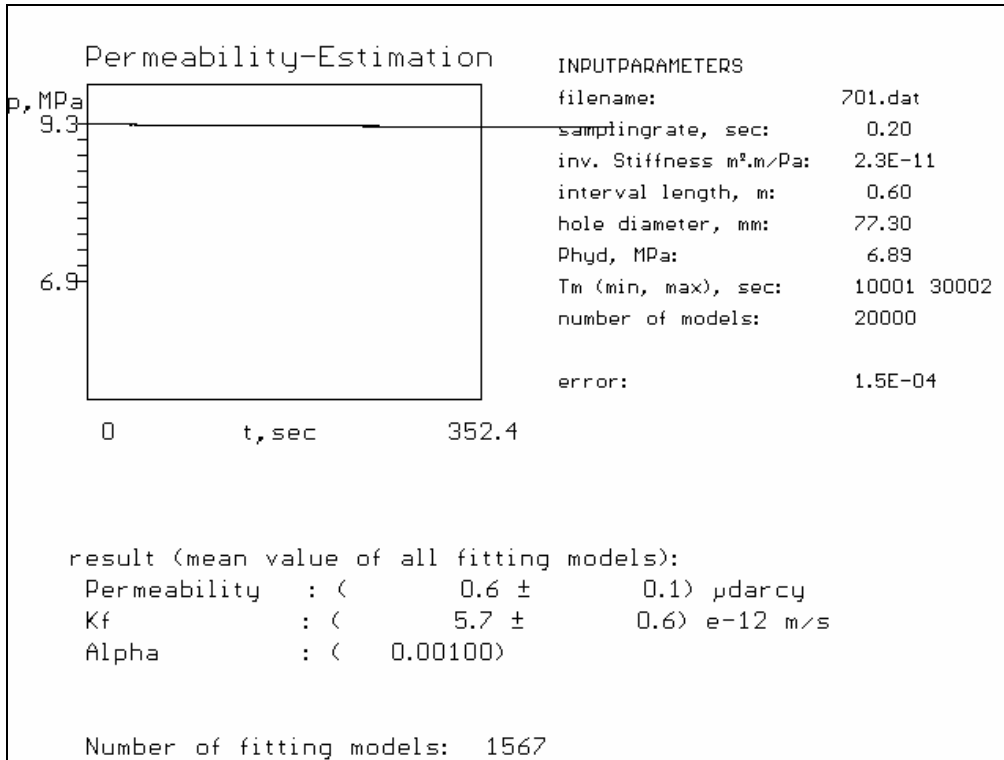 Permeability-Estimation
p,MPa
9.3
6.9
0 t,sec 352.4
INPUTPARAMETERS
filename: 701.dat
samplingrate, sec: 0.20
inv. Stiffness m².m/Pa: 2.3E-11
interval length, m: 0.60
hole diameter, mm: 77.30
Phyd, MPa: 6.89
Tm (min, max), sec: 10001 30002
number of models: 20000
error: 1.5E-04
result (mean value of all fitting models):
Permeability : ( 0.6 ± 0.1) µdarcy
Kf : ( 5.7 ± 0.6) e-12 m/s
Alpha : ( 0.00100)
Number of fitting models: 1567